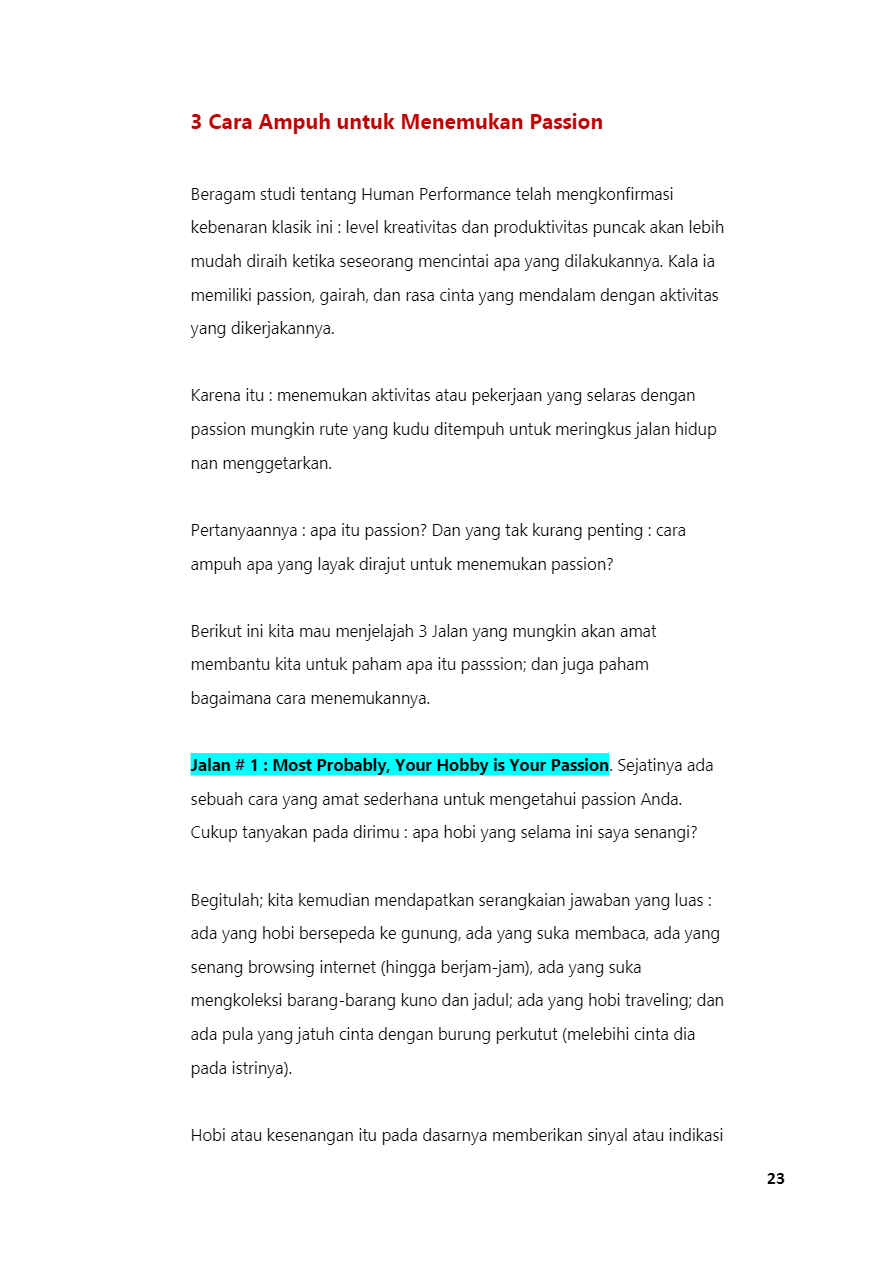 3 Cara Ampuh untuk Menemukan Passion
Beragam studi tentang Human Performance telah mengkonfirmasi
kebenaran klasik ini : level kreativitas dan produktivitas puncak akan lebih
mudah diraih ketika seseorang mencintai apa yang dilakukannya. Kala ia
memiliki passion, gairah, dan rasa cinta yang mendalam dengan aktivitas
yang dikerjakannya.
Karena itu : menemukan aktivitas atau pekerjaan yang selaras dengan
passion mungkin rute yang kudu ditempuh untuk meringkus jalan hidup
nan menggetarkan.
Pertanyaannya : apa itu passion? Dan yang tak kurang penting : cara
ampuh apa yang layak dirajut untuk menemukan passion?
Berikut ini kita mau menjelajah 3 Jalan yang mungkin akan amat
membantu kita untuk paham apa itu passsion; dan juga paham
bagaimana cara menemukannya.
Jalan # 1 : Most Probably, Your Hobby is Your Passion. Sejatinya ada
sebuah cara yang amat sederhana untuk mengetahui passion Anda.
Cukup tanyakan pada dirimu : apa hobi yang selama ini saya senangi?
Begitulah; kita kemudian mendapatkan serangkaian jawaban yang luas :
ada yang hobi bersepeda ke gunung, ada yang suka membaca, ada yang
senang browsing internet (hingga berjam-jam), ada yang suka
mengkoleksi barang-barang kuno dan jadul; ada yang hobi traveling; dan
ada pula yang jatuh cinta dengan burung perkutut (melebihi cinta dia
pada istrinya).
Hobi atau kesenangan itu pada dasarnya memberikan sinyal atau indikasi
23